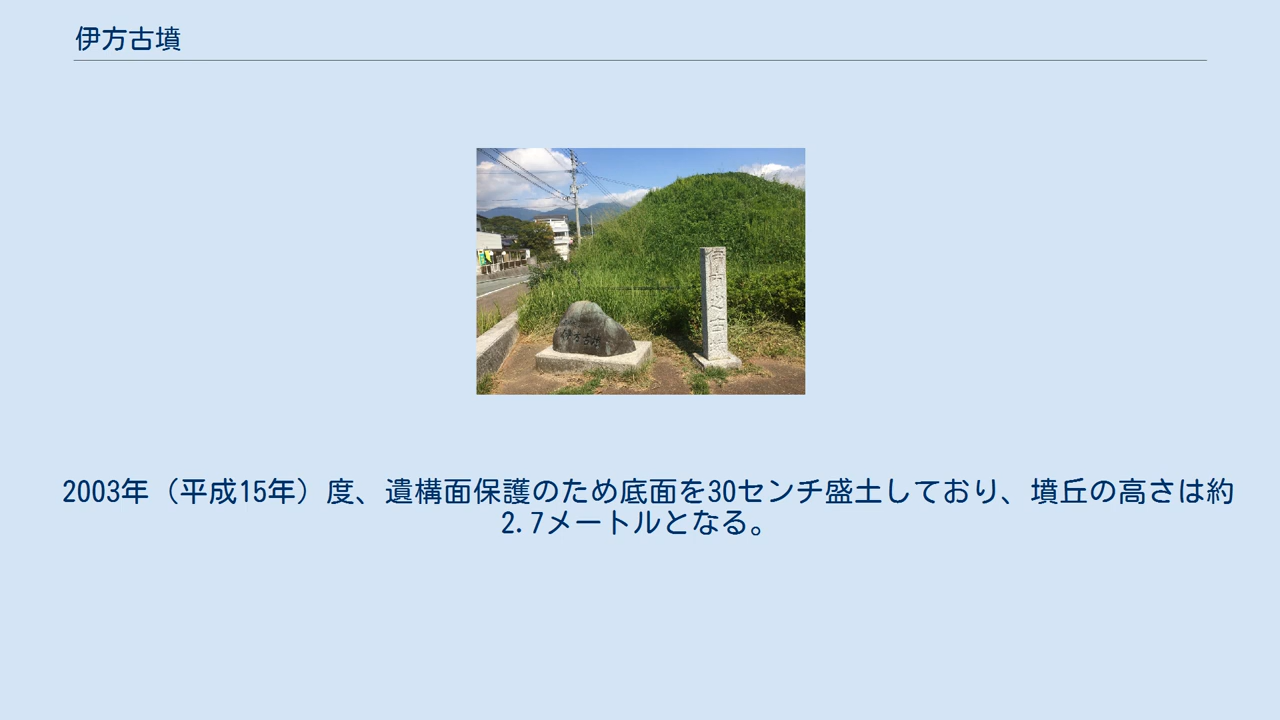 伊方古墳
2003年（平成15年）度、遺構面保護のため底面を30センチ盛土しており、墳丘の高さは約
2.7メートルとなる。